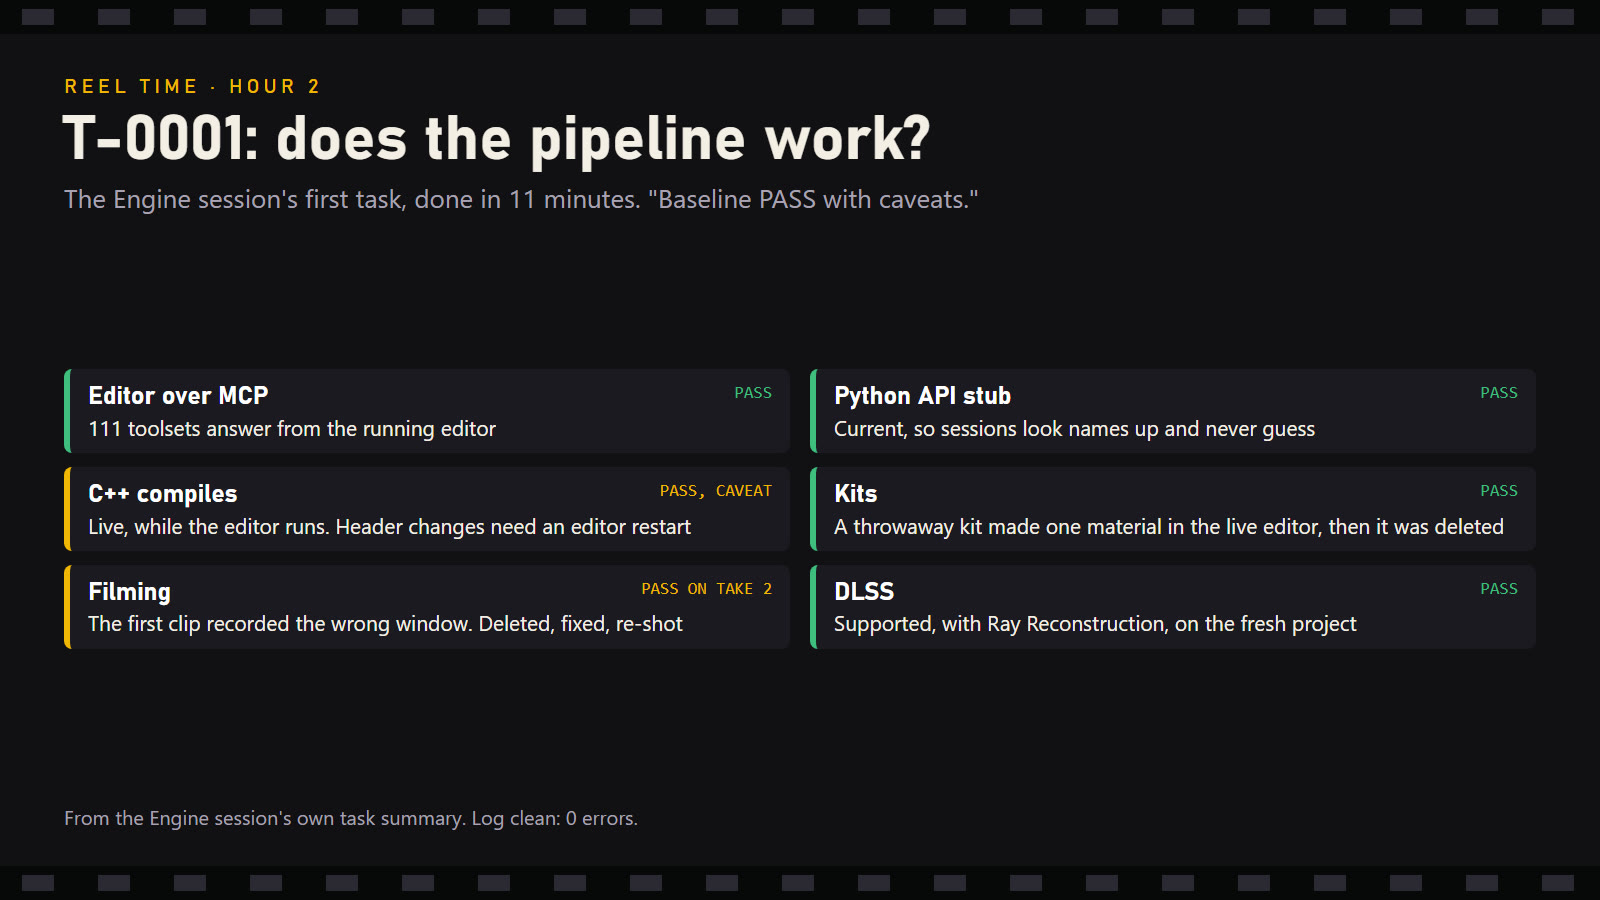 REEL TIME · HOUR 2
T-0001: does the pipeline work?
The Engine session's first task, done in 11 minutes. "Baseline PASS with caveats."
Editor over MCP
PASS
111 toolsets answer from the running editor
Python API stub
PASS
Current, so sessions look names up and never guess
C++ compiles
PASS, CAVEAT
Live, while the editor runs. Header changes need an editor restart
Kits
PASS
A throwaway kit made one material in the live editor, then it was deleted
Filming
PASS ON TAKE 2
The first clip recorded the wrong window. Deleted, fixed, re-shot
DLSS
PASS
Supported, with Ray Reconstruction, on the fresh project
From the Engine session's own task summary. Log clean: 0 errors.